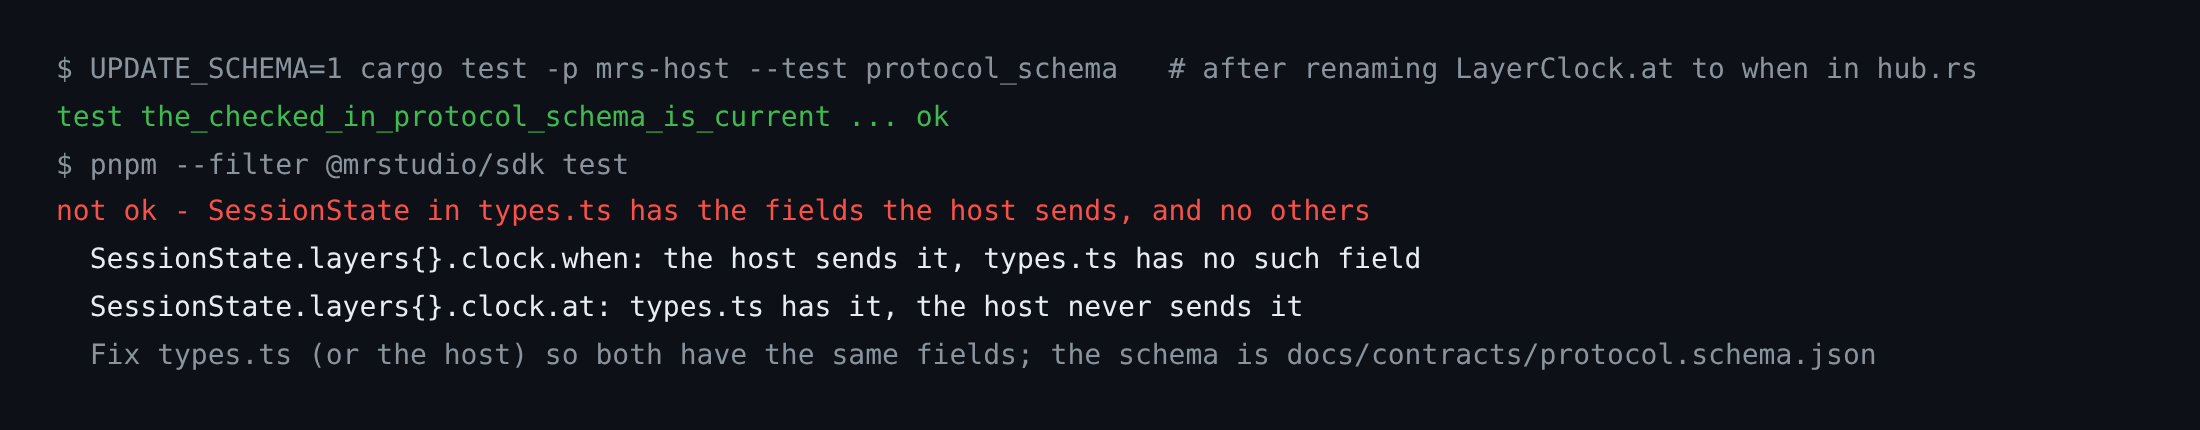 $ UPDATE_SCHEMA=1 cargo test -p mrs-host --test protocol_schema   # after renaming LayerClock.at to when in hub.rs
test the_checked_in_protocol_schema_is_current ... ok
$ pnpm --filter @mrstudio/sdk test
not ok - SessionState in types.ts has the fields the host sends, and no others
  SessionState.layers{}.clock.when: the host sends it, types.ts has no such field
  SessionState.layers{}.clock.at: types.ts has it, the host never sends it
  Fix types.ts (or the host) so both have the same fields; the schema is docs/contracts/protocol.schema.json